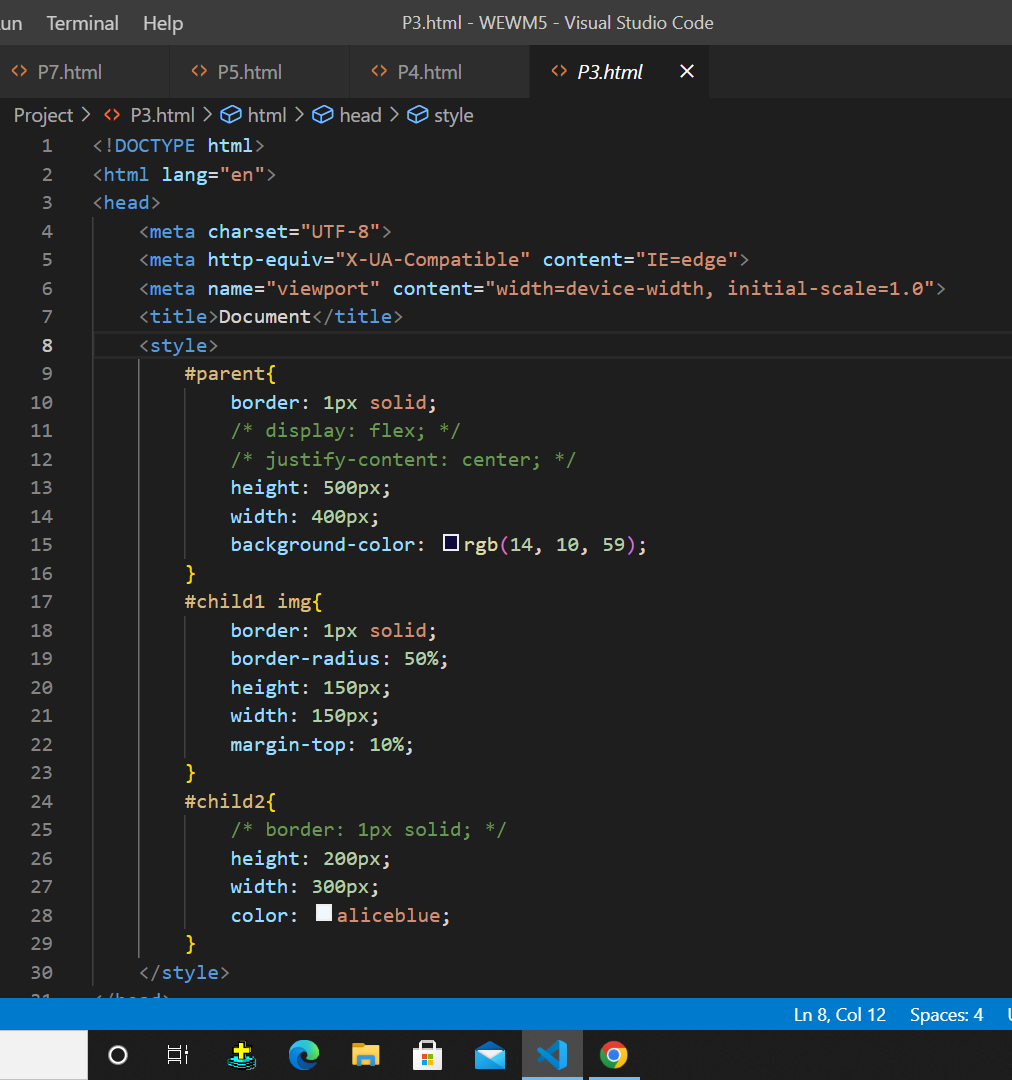 un Terminal Help P3.html - WEWM5 - Visual Studio Code
P7.html P5.html P4.html P3.html
Project > P3.html > html > head > style
1 <!DOCTYPE html>
2 <html lang="en">
3 <head>
4 <meta charset="UTF-8">
5 <meta http-equiv="X-UA-Compatible" content="IE=edge">
6 <meta name="viewport" content="width=device-width, initial-scale=1.0">
7 <title>Document</title>
8 <style>
9 #parent{
10 border: 1px solid;
11 /* display: flex; */
12 /* justify-content: center; */
13 height: 500px;
14 width: 400px;
15 background-color: rgb(14, 10, 59);
16 }
17 #child1 img{
18 border: 1px solid;
19 border-radius: 50%;
20 height: 150px;
21 width: 150px;
22 margin-top: 10%;
23 }
24 #child2{
25 /* border: 1px solid; */
26 height: 200px;
27 width: 300px;
28 color: aliceblue;
29 }
30 </style>
31 </head>
Ln 8, Col 12 Spaces: 4